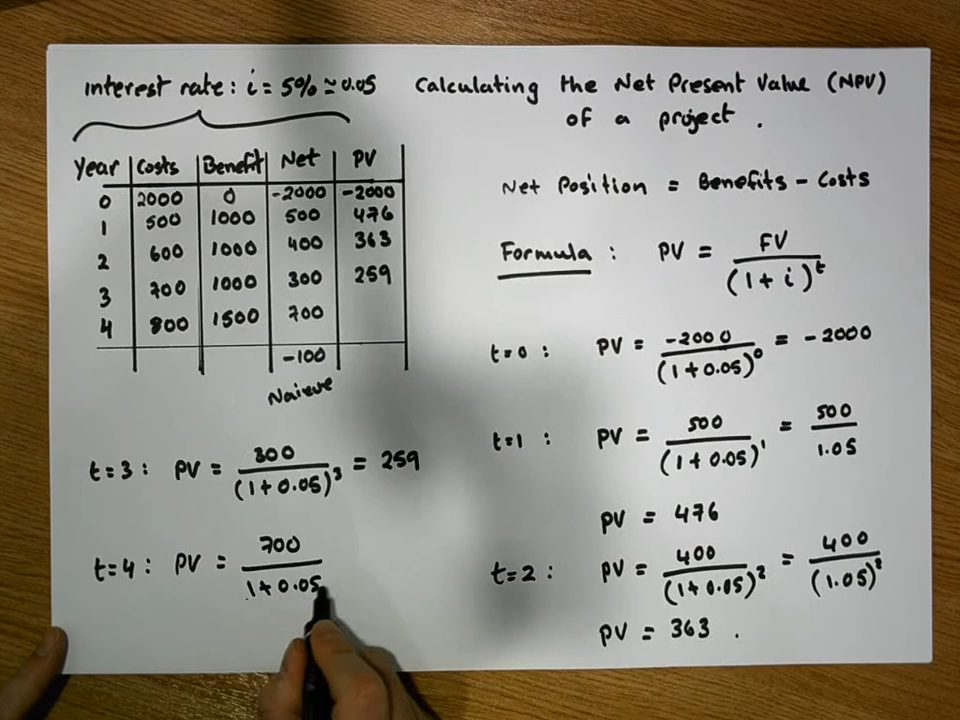 interest rate: i = 5% ≃ 0.05
Calculating the Net Present Value (NPV)
of a project .
Year Costs Benefit Net PV
0 2000 0 -2000 -2000
1 500 1000 500 476
2 600 1000 400 363
3 700 1000 300 259
4 800 1500 700
-100
Naieve
t=3 : PV = 300 / (1+0.05)³ = 259
t=4 : PV = 700 / 1+0.05
Net Position = Benefits - Costs
Formula : PV = FV / (1+i)^t
t=0 : PV = -2000 / (1+0.05)⁰ = -2000
t=1 : PV = 500 / (1+0.05)¹ = 500 / 1.05
PV = 476
t=2 : PV = 400 / (1+0.05)² = 400 / (1.05)²
PV = 363 .